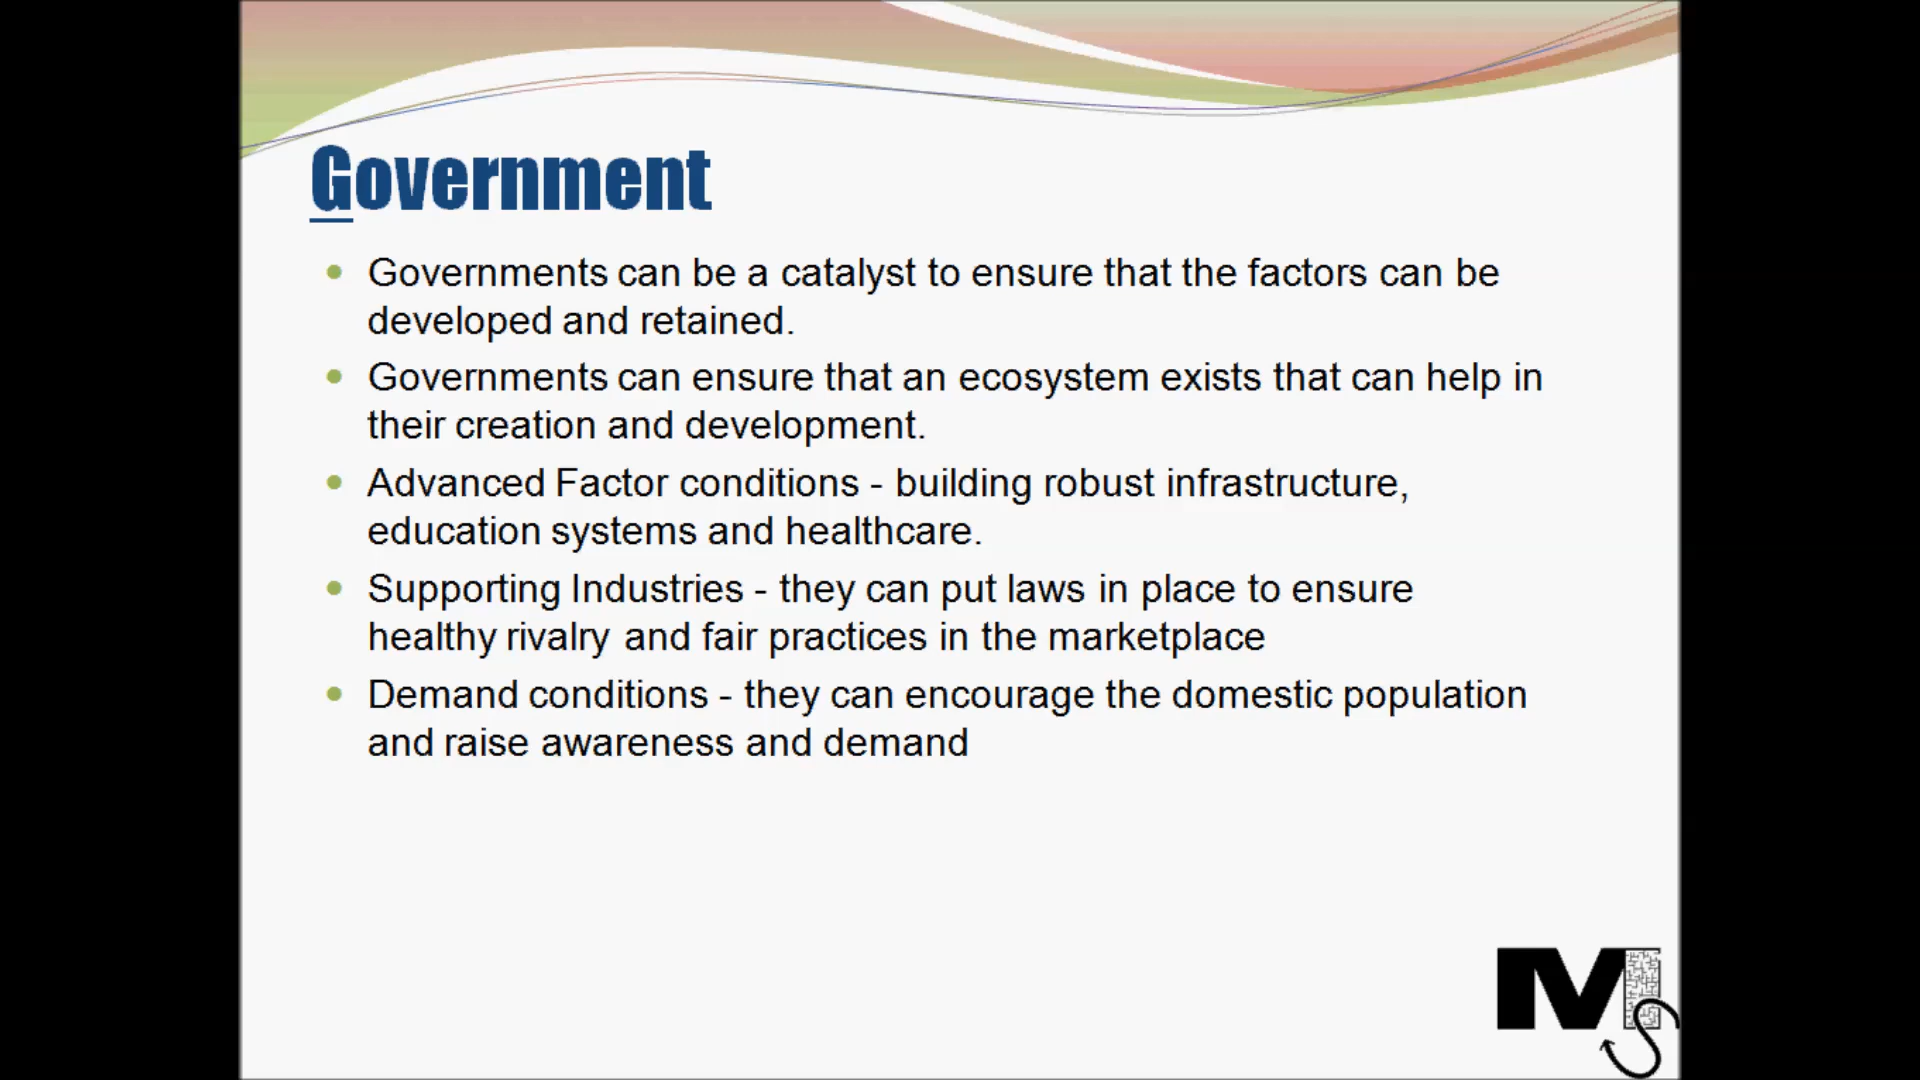 Government
Governments can be a catalyst to ensure that the factors can be
developed and retained.
Governments can ensure that an ecosystem exists that can help in
their creation and development.
Advanced Factor conditions - building robust infrastructure,
education systems and healthcare.
Supporting Industries - they can put laws in place to ensure
healthy rivalry and fair practices in the marketplace
Demand conditions - they can encourage the domestic population
and raise awareness and demand
M
S